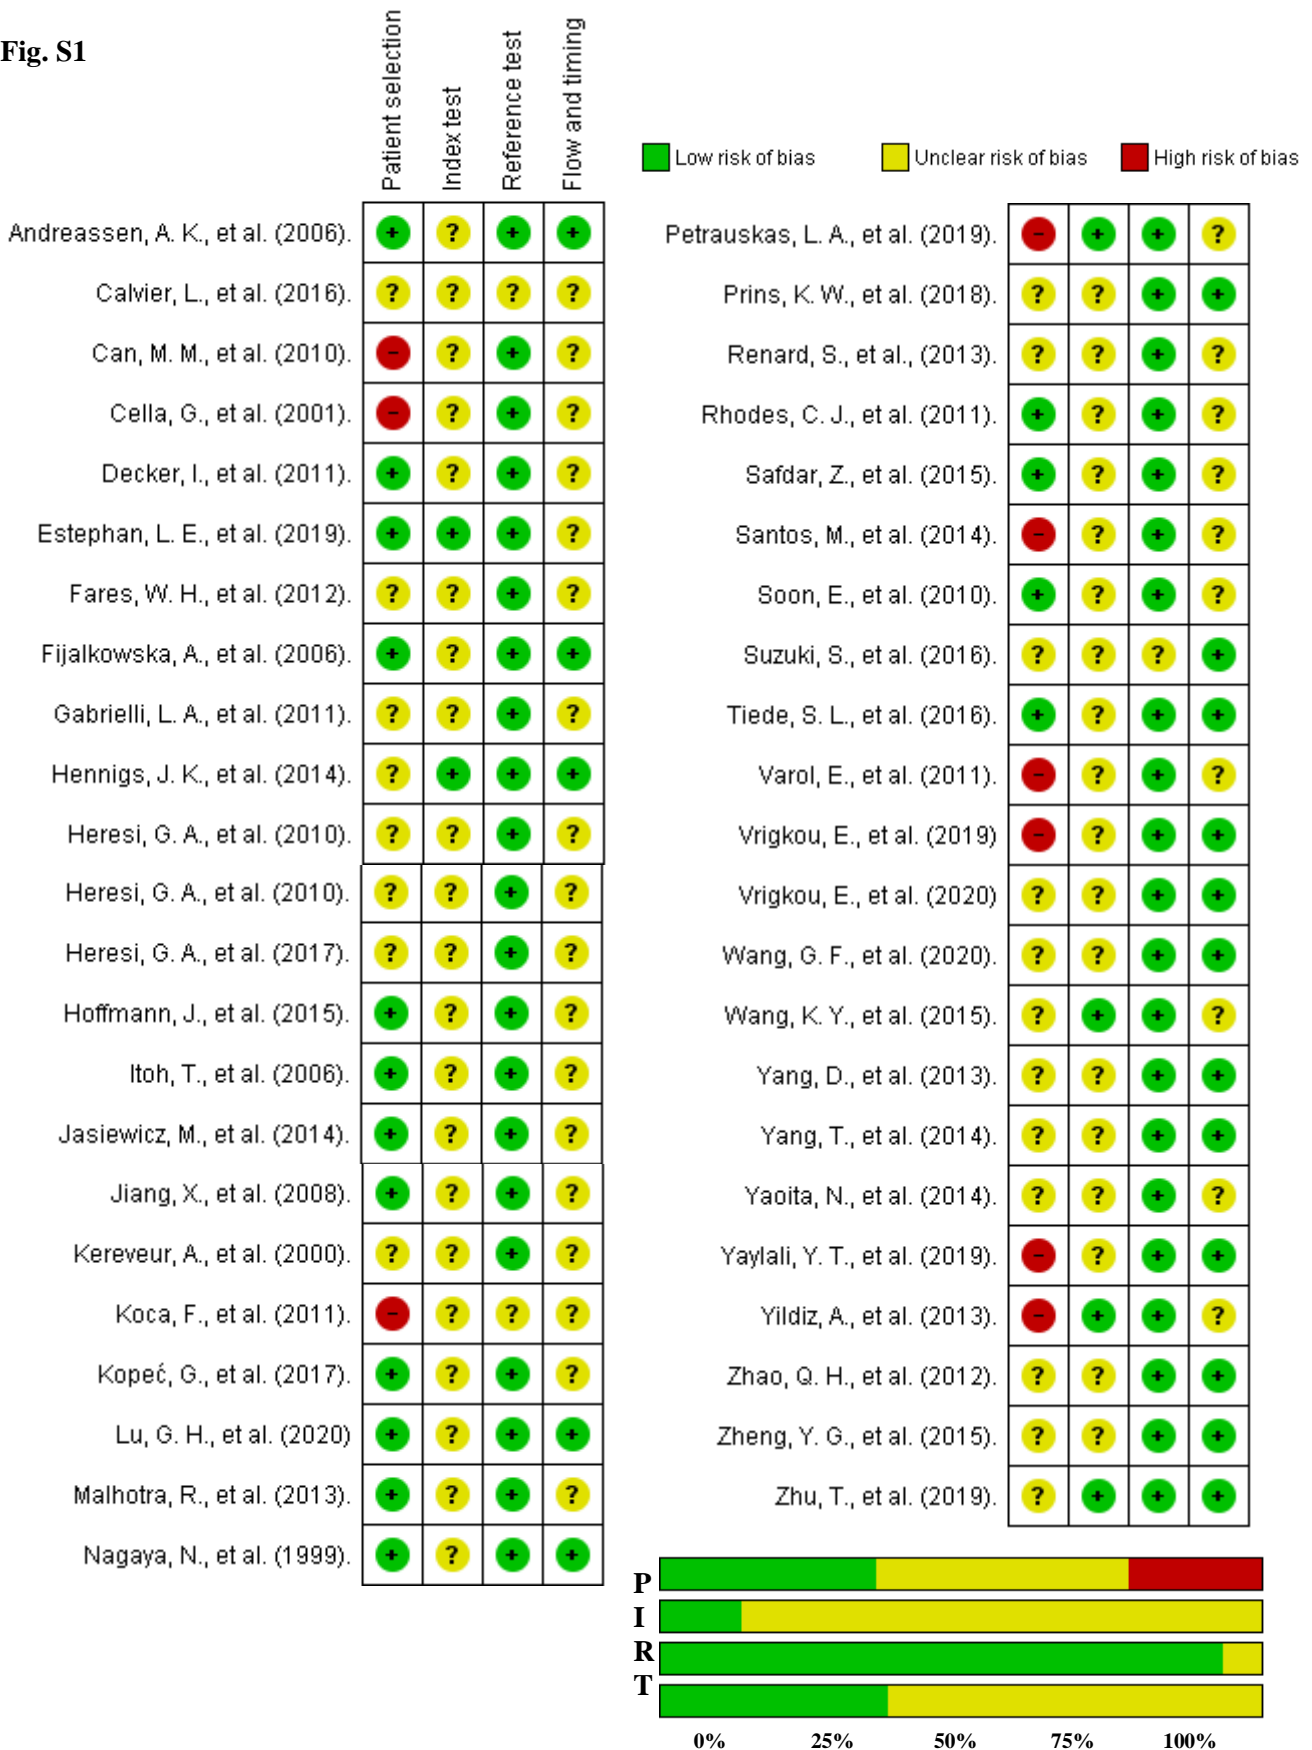 Fig. S1
Patient selection
Index test
Reference test
Flow and timing
Low risk of bias
Unclear risk of bias
High risk of bias
Andreassen, A. K., et al. (2006). + ? + +
Calvier, L., et al. (2016). ? ? ? ?
Can, M. M., et al. (2010). - ? + ?
Cella, G., et al. (2001). - ? + ?
Decker, I., et al. (2011). + ? + ?
Estephan, L. E., et al. (2019). + + + ?
Fares, W. H., et al. (2012). ? ? + ?
Fijalkowska, A., et al. (2006). + ? + +
Gabrielli, L. A., et al. (2011). ? ? + ?
Hennigs, J. K., et al. (2014). ? + + +
Heresi, G. A., et al. (2010). ? ? + ?
Heresi, G. A., et al. (2010). ? ? + ?
Heresi, G. A., et al. (2017). ? ? + ?
Hoffmann, J., et al. (2015). + ? + ?
Itoh, T., et al. (2006). + ? + ?
Jasiewicz, M., et al. (2014). + ? + ?
Jiang, X., et al. (2008). + ? + ?
Kereveur, A., et al. (2000). ? ? + ?
Koca, F., et al. (2011). - ? ? ?
Kopeć, G., et al. (2017). + ? + ?
Lu, G. H., et al. (2020) + ? + +
Malhotra, R., et al. (2013). + ? + ?
Nagaya, N., et al. (1999). + ? + +
Petrauskas, L. A., et al. (2019). - + + ?
Prins, K. W., et al. (2018). ? ? + +
Renard, S., et al., (2013). ? ? + ?
Rhodes, C. J., et al. (2011). + ? + ?
Safdar, Z., et al. (2015). + ? + ?
Santos, M., et al. (2014). - ? + ?
Soon, E., et al. (2010). + ? + ?
Suzuki, S., et al. (2016). ? ? ? +
Tiede, S. L., et al. (2016). + ? + +
Varol, E., et al. (2011). - ? + ?
Vrigkou, E., et al. (2019) - ? + +
Vrigkou, E., et al. (2020) ? ? + +
Wang, G. F., et al. (2020). ? ? + +
Wang, K. Y., et al. (2015). ? + + ?
Yang, D., et al. (2013). ? ? + +
Yang, T., et al. (2014). ? ? + +
Yaoita, N., et al. (2014). ? ? + ?
Yaylali, Y. T., et al. (2019). - ? + +
Yildiz, A., et al. (2013). - + + ?
Zhao, Q. H., et al. (2012). ? ? + +
Zheng, Y. G., et al. (2015). ? ? + +
Zhu, T., et al. (2019). ? + + +
P
I
R
T
0% 25% 50% 75% 100%